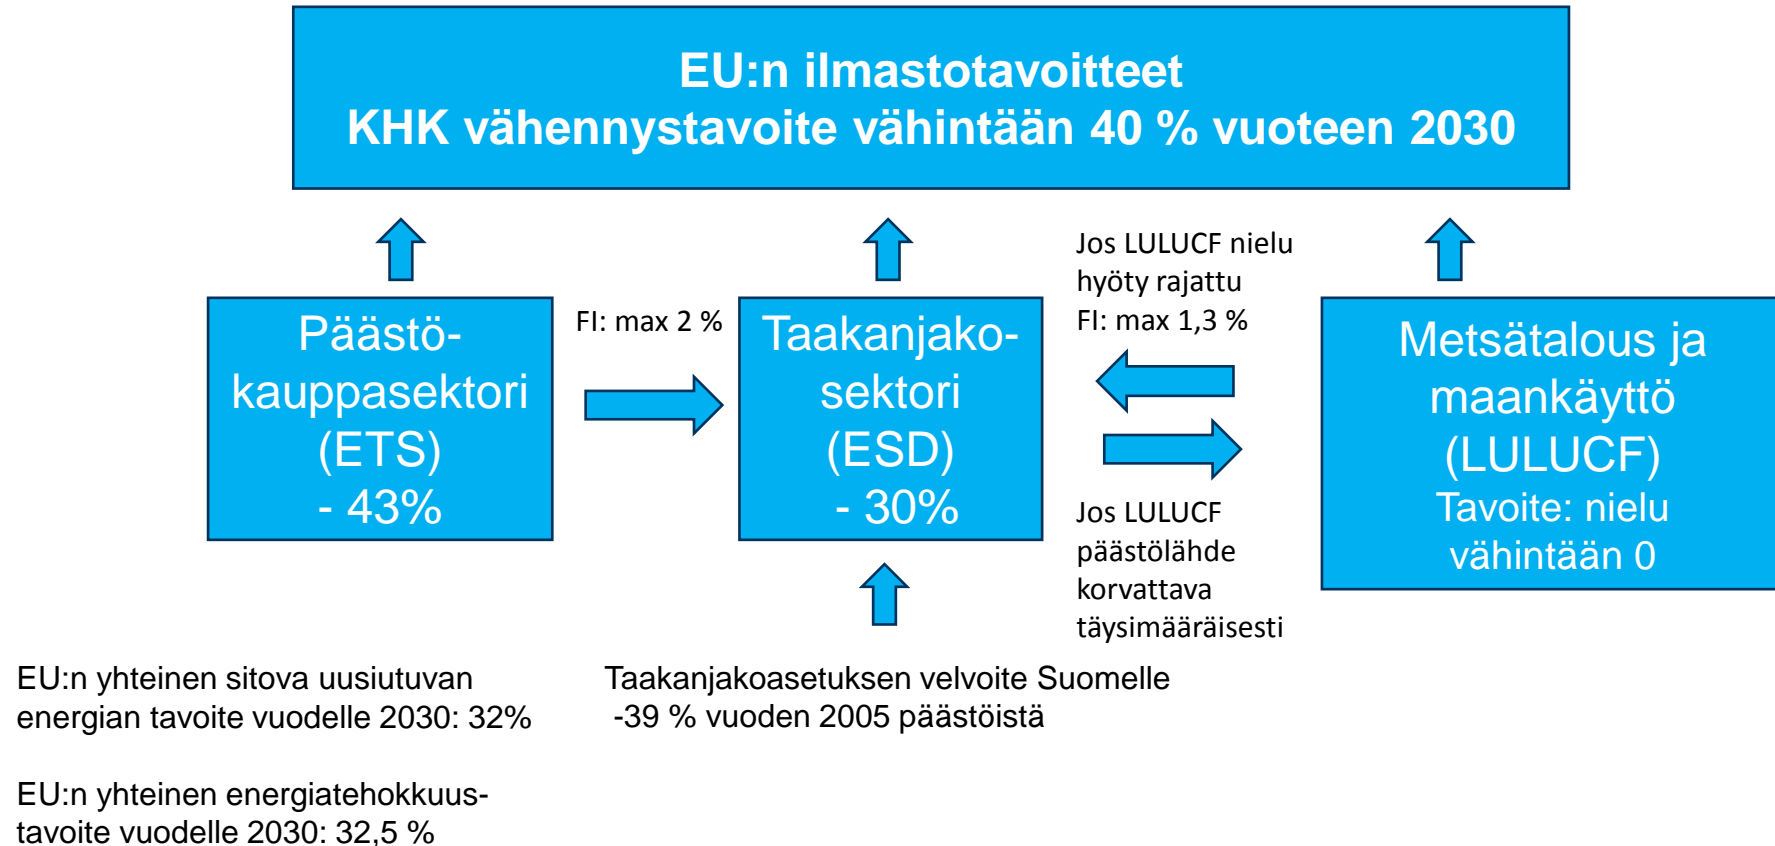 EU:n ilmastotavoitteet
KHK vähennystavoite vähintään 40 % vuoteen 2030
Päästö-
kauppasektori
(ETS)
- 43%
FI: max 2 %
Taakanjako-
sektori
(ESD)
- 30%
Jos LULUCF nielu
hyöty rajattu
FI: max 1,3 %
Jos LULUCF
päästölähde
korvattava
täysimääräisesti
Metsätalous ja
maankäyttö
(LULUCF)
Tavoite: nielu
vähintään 0
EU:n yhteinen sitova uusiutuvan
energian tavoite vuodelle 2030: 32%
EU:n yhteinen energiatehokkuus-
tavoite vuodelle 2030: 32,5 %
Taakanjakoasetuksen velvoite Suomelle
-39 % vuoden 2005 päästöistä